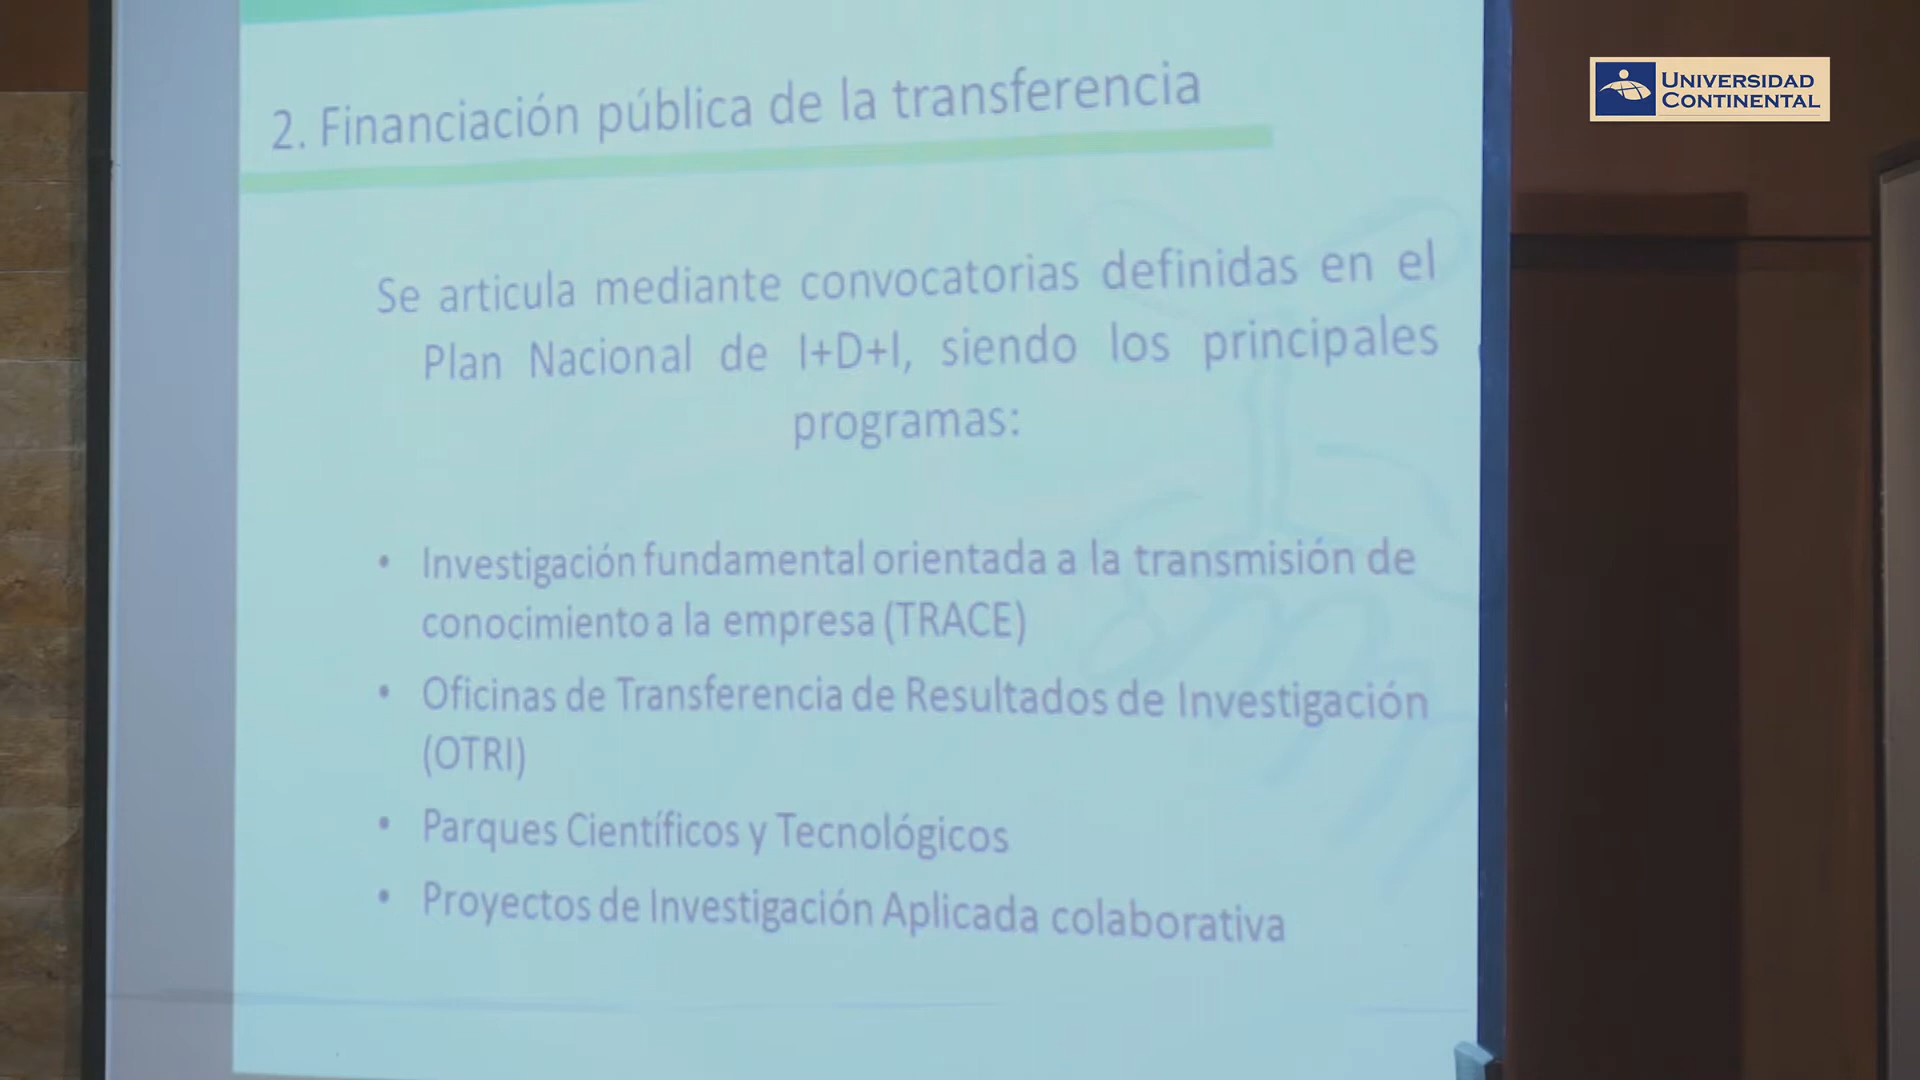 2. Financiación pública de la transferencia
Se articula mediante convocatorias definidas en el
Plan Nacional de I+D+I, siendo los principales
programas:
• Investigación fundamental orientada a la transmisión de
conocimiento a la empresa (TRACE)
• Oficinas de Transferencia de Resultados de Investigación
(OTRI)
• Parques Científicos y Tecnológicos
• Proyectos de Investigación Aplicada colaborativa
UNIVERSIDAD
CONTINENTAL